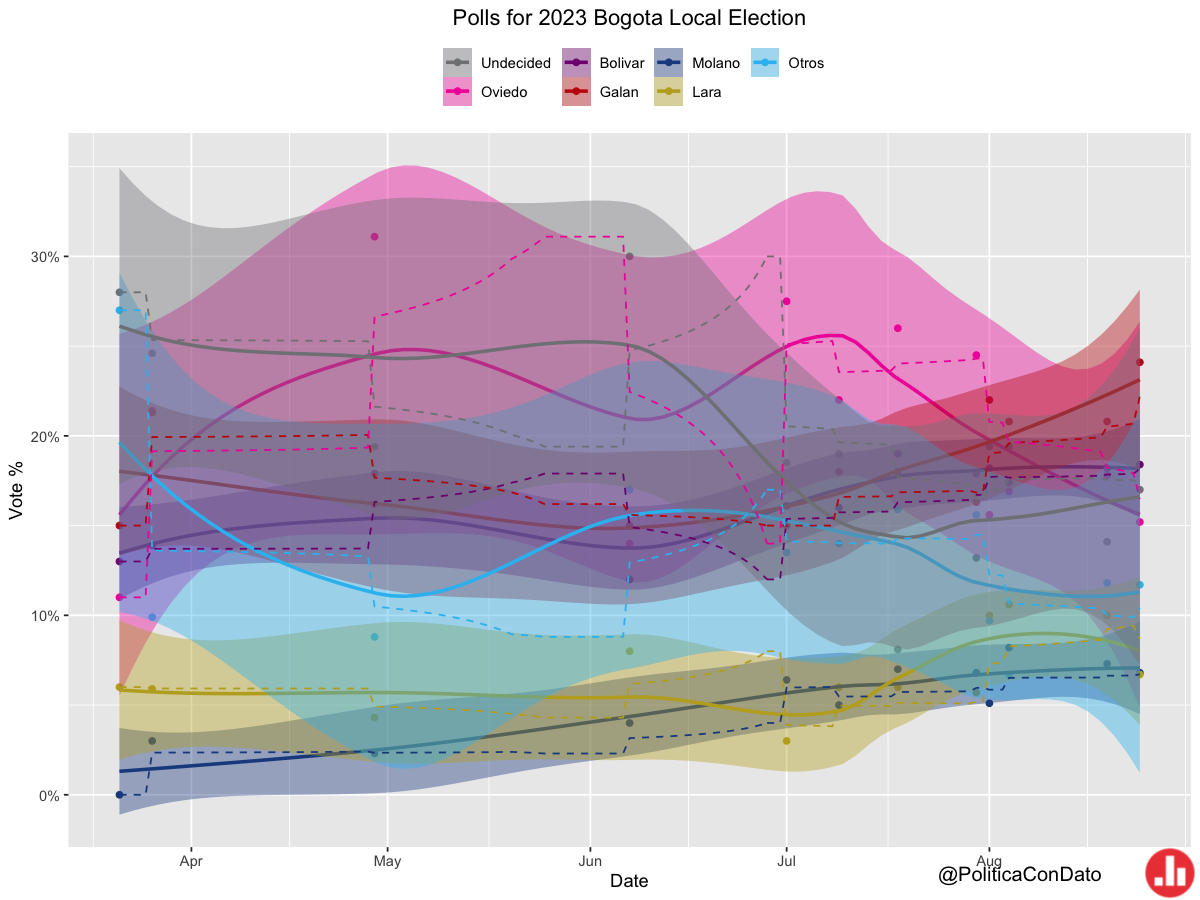 Polls for 2023 Bogota Local Election
Undecided Bolivar Molano Otros
Oviedo Galan Lara
Vote %
30%
20%
10%
0%
Apr May Jun Jul Aug
Date
@PoliticaConDato